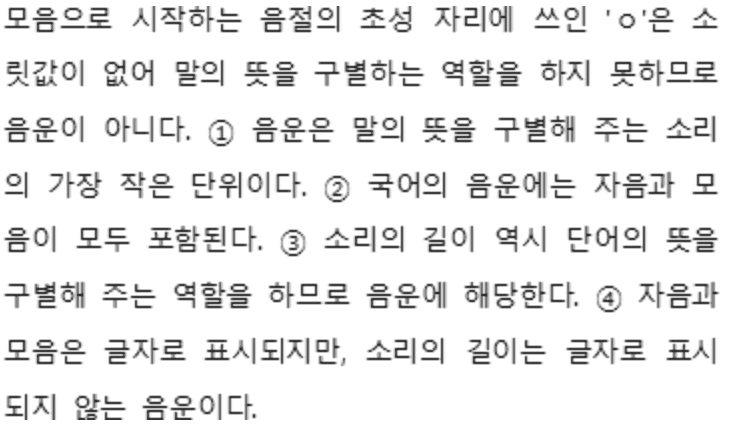 모음으로 시작하는 음절의 초성 자리에 쓰인 'ㅇ'은 소
릿값이 없어 말의 뜻을 구별하는 역할을 하지 못하므로
음운이 아니다. ① 음운은 말의 뜻을 구별해 주는 소리
의 가장 작은 단위이다. ② 국어의 음운에는 자음과 모
음이 모두 포함된다. ③ 소리의 길이 역시 단어의 뜻을
구별해 주는 역할을 하므로 음운에 해당한다. ④ 자음과
모음은 글자로 표시되지만, 소리의 길이는 글자로 표시
되지 않는 음운이다.